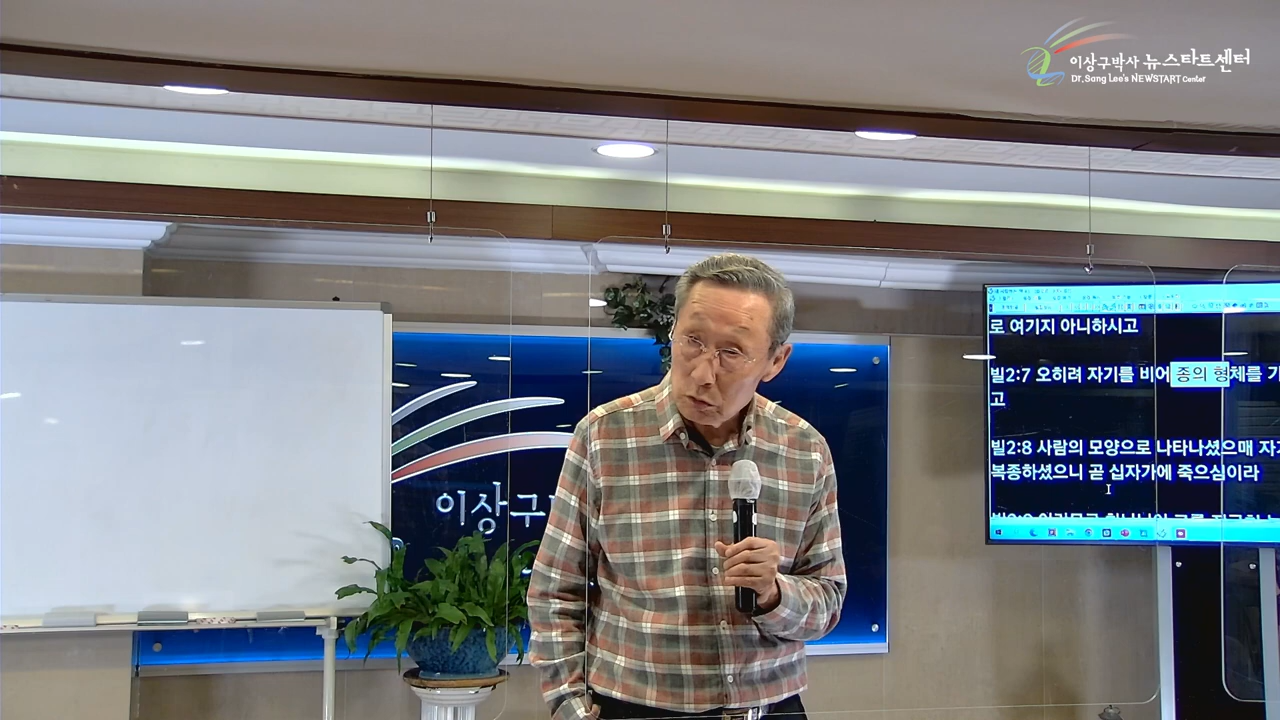 이상구박사 뉴스타트센터
Dr. Sang Lee's NEWSTART Center
로 여기지 아니하시고
빌2:7 오히려 자기를 비어 종의 형체를 가
고
빌2:8 사람의 모양으로 나타나셨으매 자기
복종하셨으니 곧 십자가에 죽으심이라
이상구